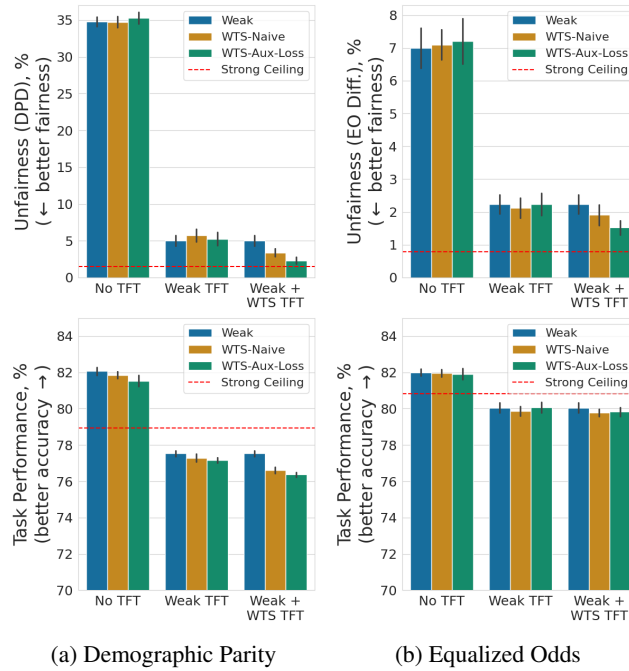 Unfairness (DPD), %
(← better fairness)
35
30
25
20
15
10
5
0
Weak
WTS-Naive
WTS-Aux-Loss
Strong Ceiling
No TFT
Weak TFT
Weak +
WTS TFT
Unfairness (EO Diff.), %
(← better fairness)
8
7
6
5
4
3
2
1
0
Weak
WTS-Naive
WTS-Aux-Loss
Strong Ceiling
No TFT
Weak TFT
Weak +
WTS TFT
Task Performance, %
(better accuracy →)
84
82
80
78
76
74
72
70
Weak
WTS-Naive
WTS-Aux-Loss
Strong Ceiling
No TFT
Weak TFT
Weak +
WTS TFT
Task Performance, %
(better accuracy →)
84
82
80
78
76
74
72
70
Weak
WTS-Naive
WTS-Aux-Loss
Strong Ceiling
No TFT
Weak TFT
Weak +
WTS TFT
(a) Demographic Parity
(b) Equalized Odds